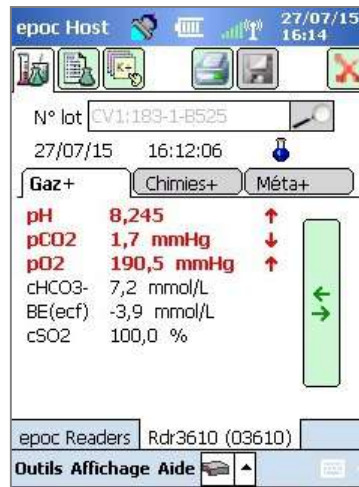 epoc Host 27/07/15
16:14
K+
N° lot CV1:183-1-B525
27/07/15 16:12:06
Gaz+ Chimies+ Méta+
pH 8,245 ↑
pCO2 1,7 mmHg ↓
pO2 190,5 mmHg ↑
cHCO3- 7,2 mmol/L
BE(ecf) -3,9 mmol/L
cSO2 100,0 %
epoc Readers Rdr3610 (03610)
Outils Affichage Aide